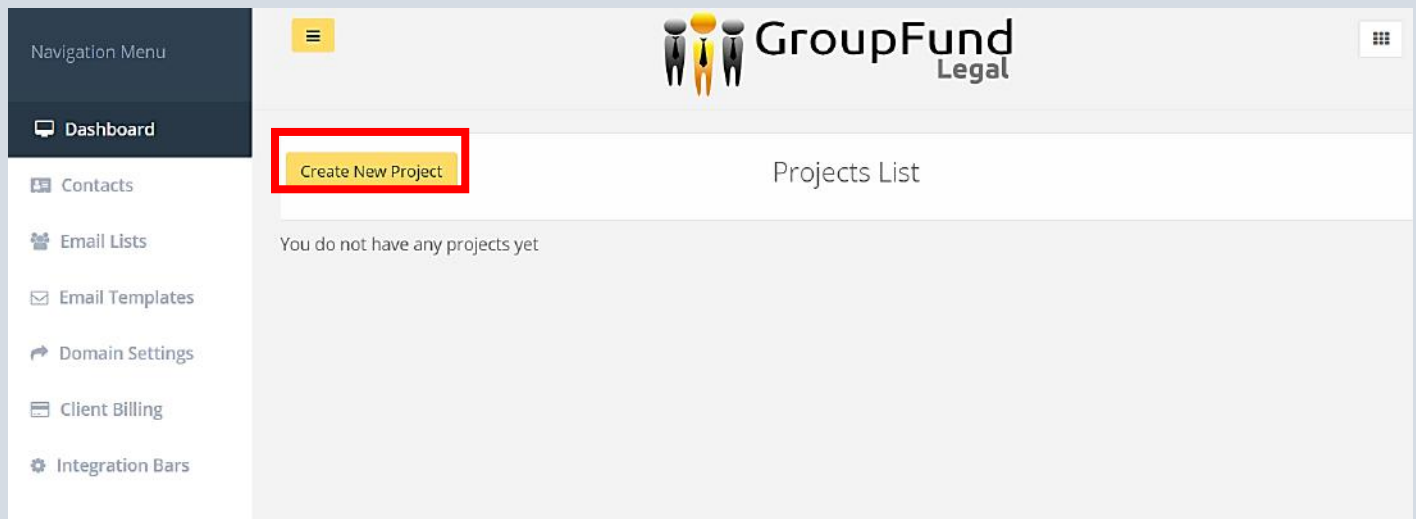 Navigation Menu
GroupFund
Legal
Dashboard
Contacts
Email Lists
Email Templates
Domain Settings
Client Billing
Integration Bars
Create New Project
Projects List
You do not have any projects yet